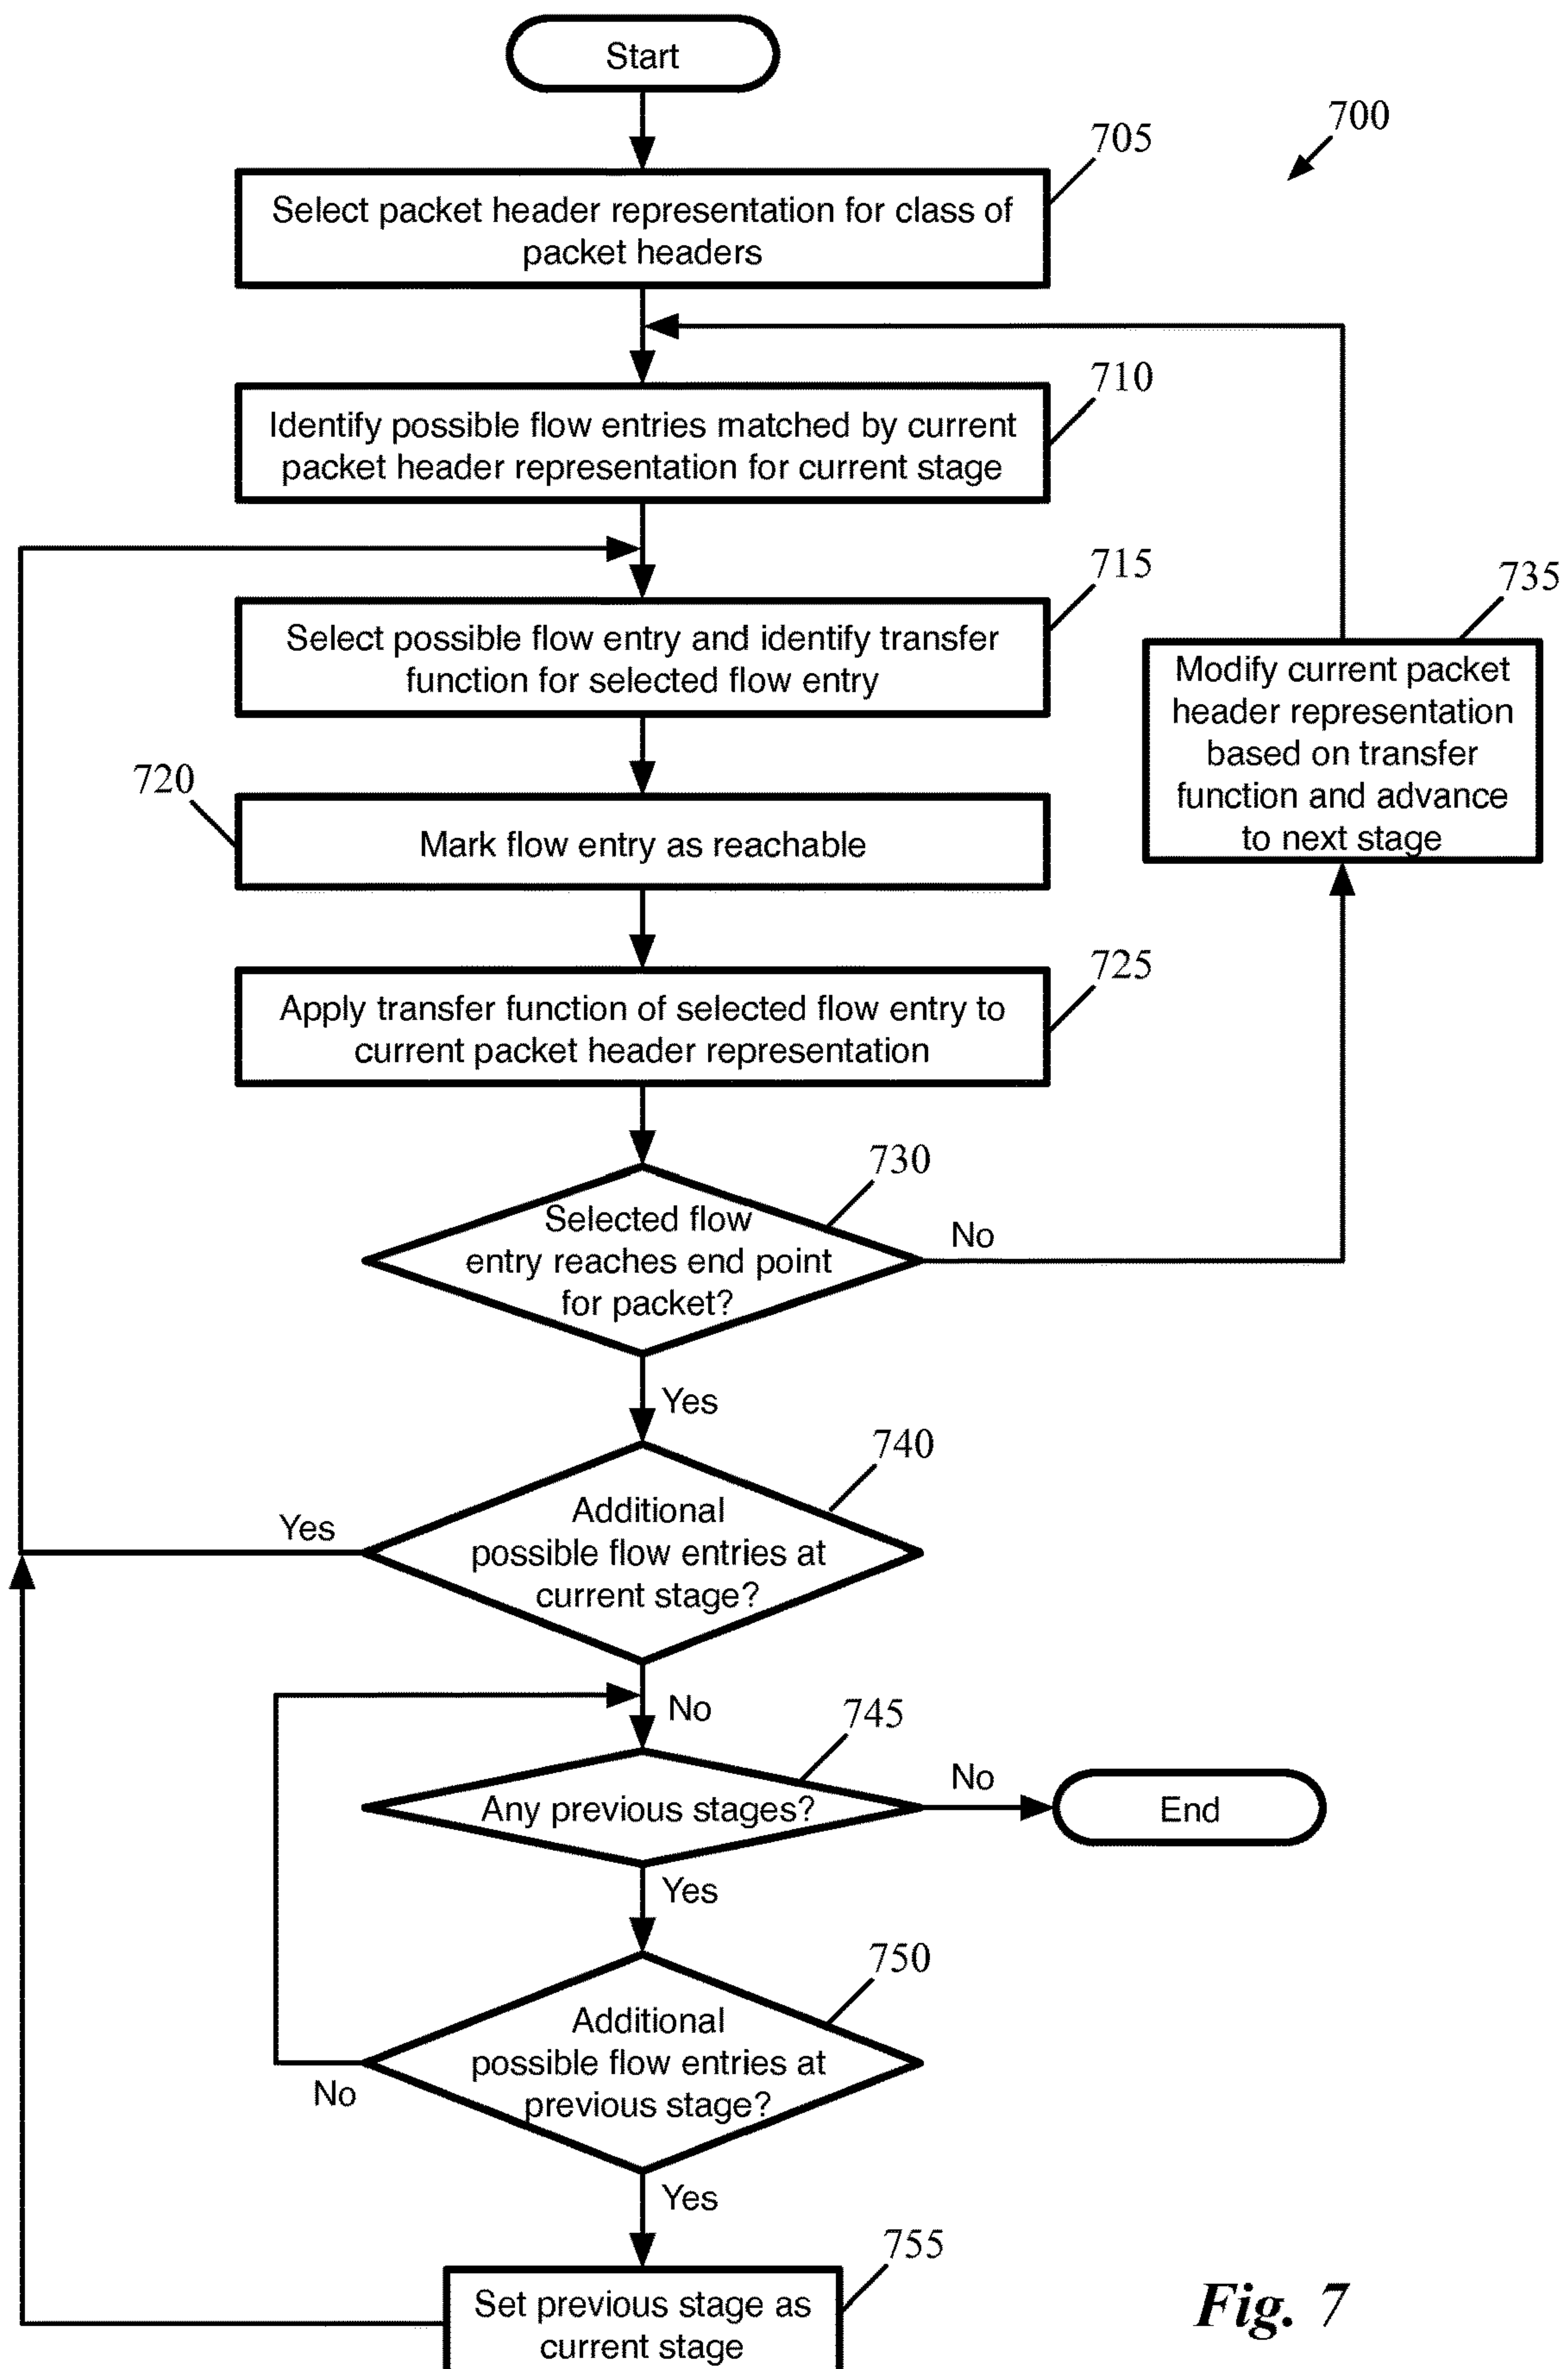 Start
700
705
Select packet header representation for class of
packet headers
710
Identify possible flow entries matched by current
packet header representation for current stage
715
Select possible flow entry and identify transfer
function for selected flow entry
735
Modify current packet
header representation
based on transfer
function and advance
to next stage
720
Mark flow entry as reachable
725
Apply transfer function of selected flow entry to
current packet header representation
730
Selected flow
entry reaches end point
for packet?
No
Yes
740
Additional
possible flow entries at
current stage?
Yes
No
745
Any previous stages?
No
End
Yes
750
Additional
possible flow entries at
previous stage?
No
Yes
755
Set previous stage as
current stage
Fig. 7